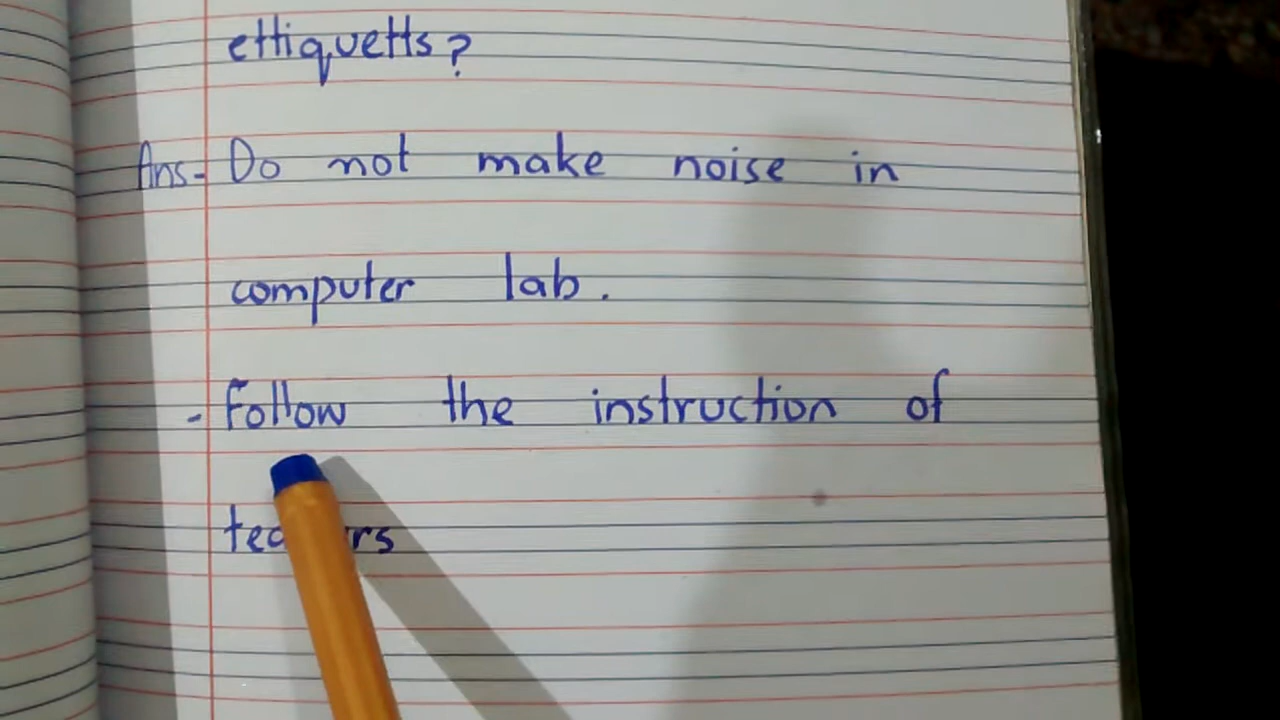 ettiquetts?
Ans- Do not make noise in
computer lab.
- Follow the instruction of